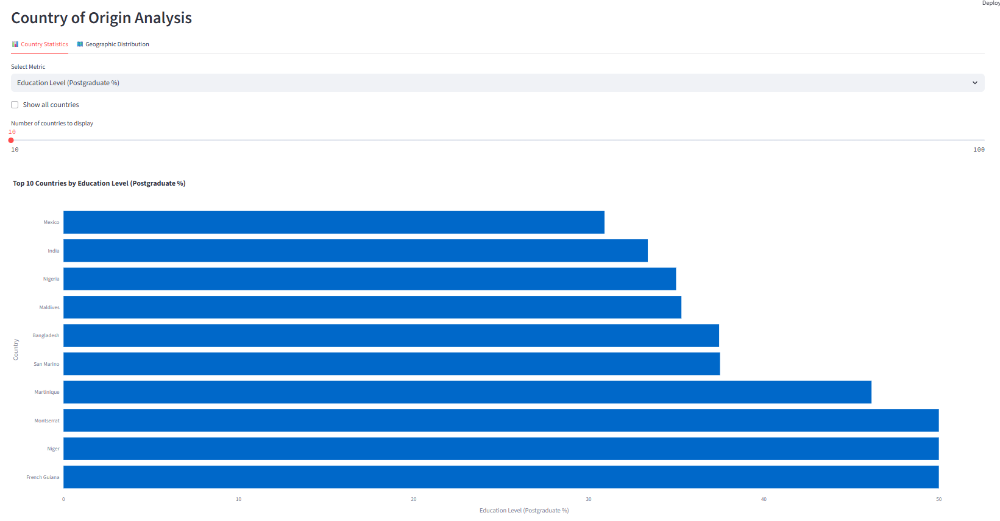 Deploy
Country of Origin Analysis
Country Statistics Geographic Distribution
Select Metric
Education Level (Postgraduate %)
Show all countries
Number of countries to display
10
10 100
Top 10 Countries by Education Level (Postgraduate %)
Mexico
India
Nigeria
Maldives
Bangladesh
Country
San Marino
Martinique
Montserrat
Niger
French Guiana
0 10 20 30 40 50
Education Level (Postgraduate %)